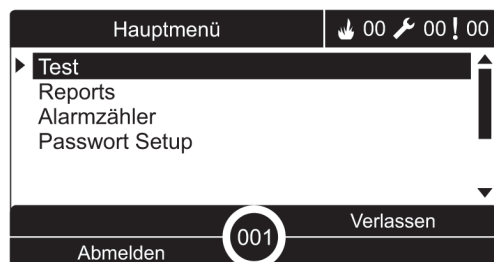 Hauptmenü 00 00 00
Test
Reports
Alarmzähler
Passwort Setup
Verlassen
001
Abmelden